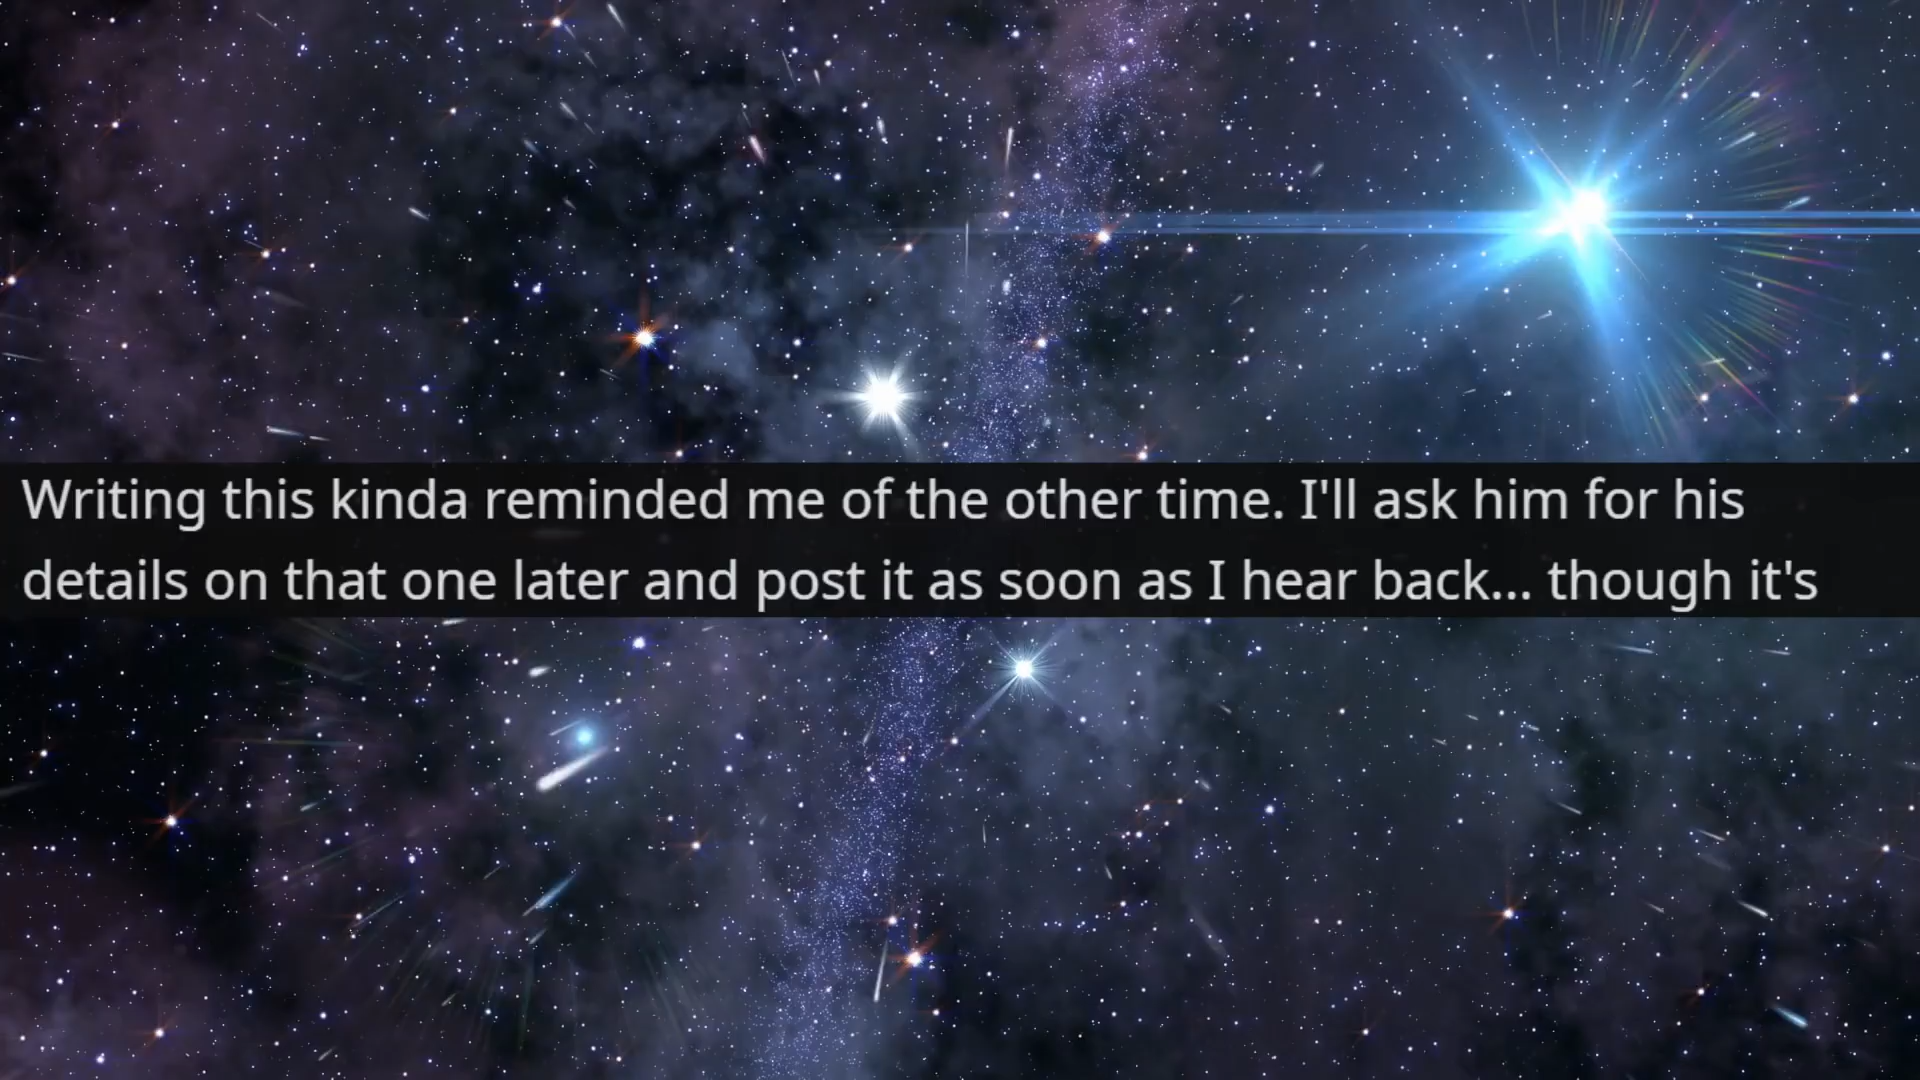 Writing this kinda reminded me of the other time. I'll ask him for his
details on that one later and post it as soon as I hear back... though it's